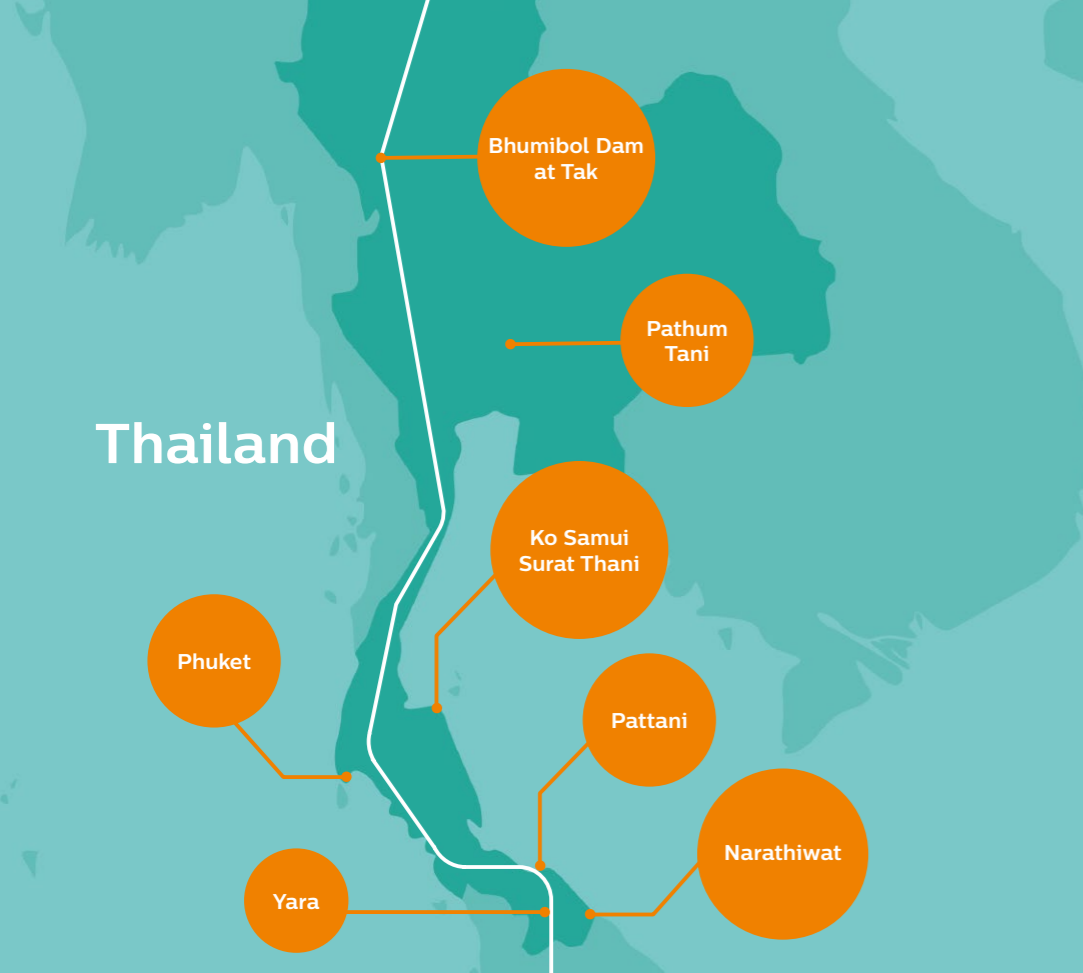 Bhumibol Dam
at Tak
Pathum
Tani
Thailand
Ko Samui
Surat Thani
Phuket
Pattani
Narathiwat
Yara